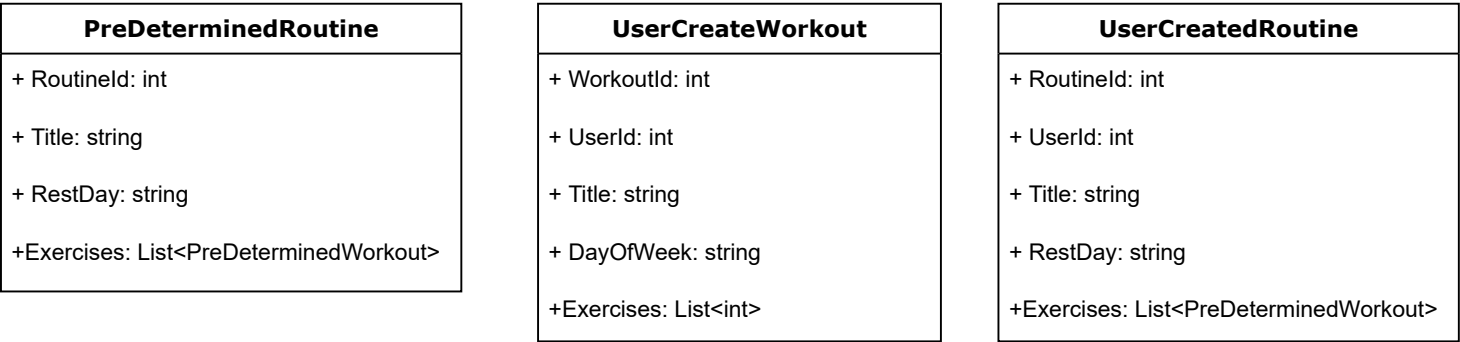 PreDeterminedRoutine
+ RoutineId: int
+ Title: string
+ RestDay: string
+Exercises: List<PreDeterminedWorkout>
UserCreateWorkout
+ WorkoutId: int
+ UserId: int
+ Title: string
+ DayOfWeek: string
+Exercises: List<int>
UserCreatedRoutine
+ RoutineId: int
+ UserId: int
+ Title: string
+ RestDay: string
+Exercises: List<PreDeterminedWorkout>